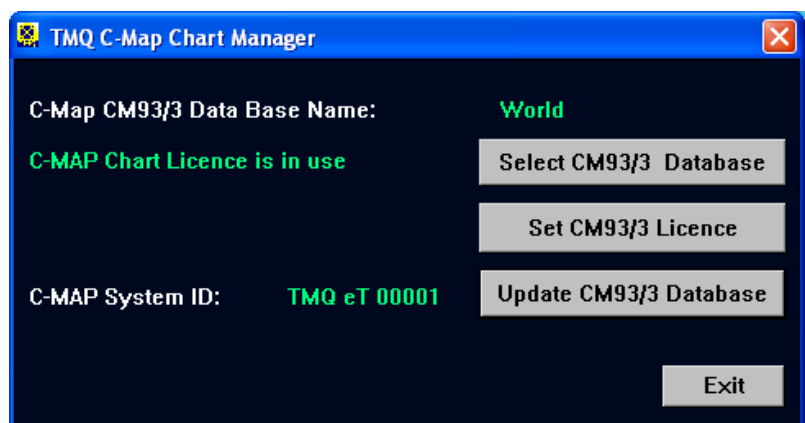 TMQ C-Map Chart Manager
C-Map CM93/3 Data Base Name: World
C-MAP Chart Licence is in use
Select CM93/3 Database
Set CM93/3 Licence
C-MAP System ID: TMQ eT 00001
Update CM93/3 Database
Exit